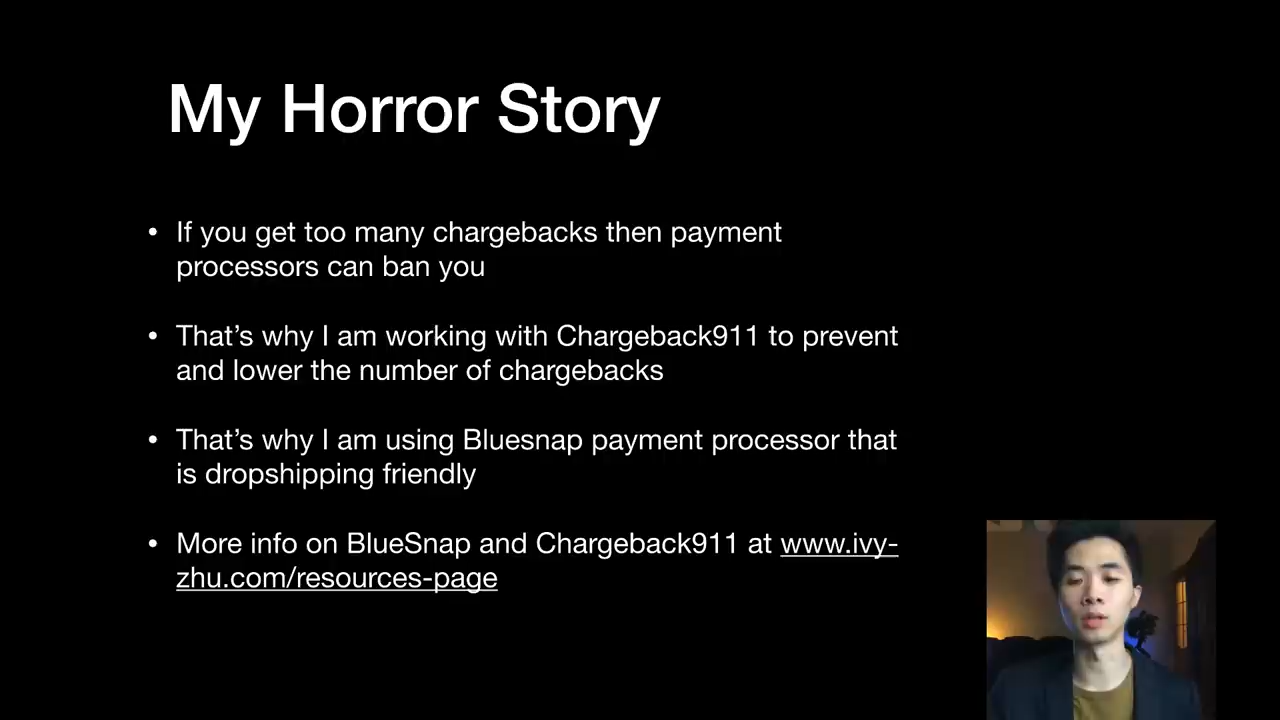 My Horror Story
• If you get too many chargebacks then payment
processors can ban you
• That’s why I am working with Chargeback911 to prevent
and lower the number of chargebacks
• That’s why I am using Bluesnap payment processor that
is dropshipping friendly
• More info on BlueSnap and Chargeback911 at www.ivy-
zhu.com/resources-page